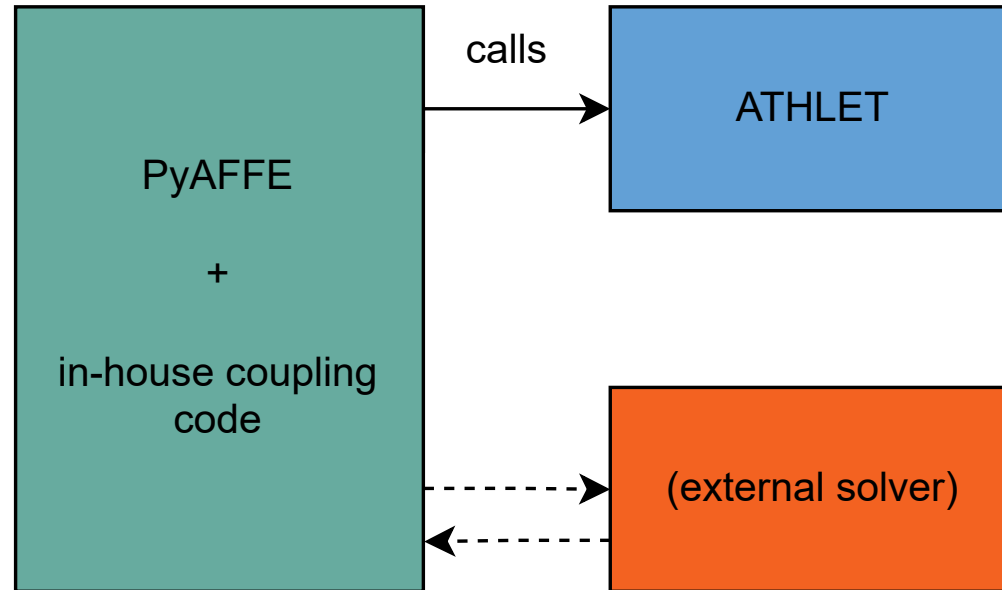 calls
ATHLET
PyAFFE
+
in-house coupling
code
(external solver)